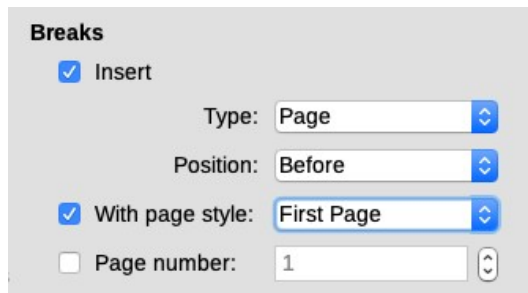 Breaks
Insert
Type: Page
Position: Before
With page style: First Page
Page number: 1